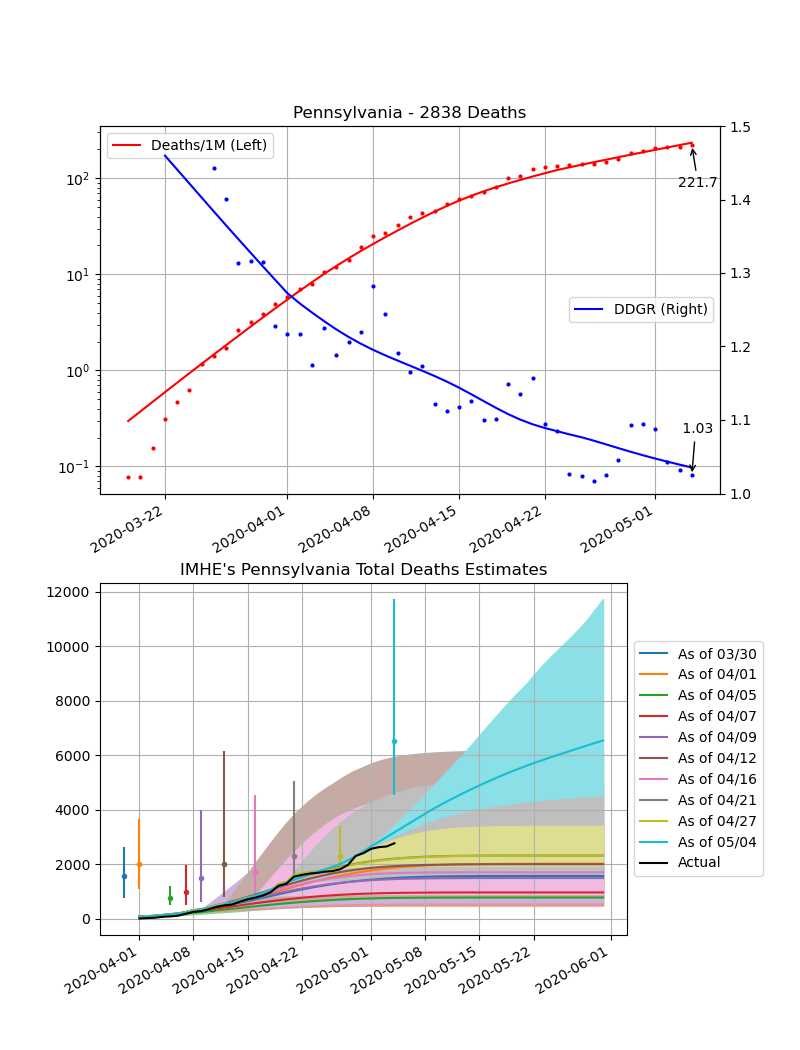 Pennsylvania - 2838 Deaths
Deaths/1M (Left)
DDGR (Right)
221.7
1.03
10²
10¹
10⁰
10⁻¹
1.5
1.4
1.3
1.2
1.1
1.0
2020-03-22
2020-04-01
2020-04-08
2020-04-15
2020-04-22
2020-05-01
IMHE's Pennsylvania Total Deaths Estimates
12000
10000
8000
6000
4000
2000
0
2020-04-01
2020-04-08
2020-04-15
2020-04-22
2020-05-01
2020-05-08
2020-05-15
2020-05-22
2020-06-01
As of 03/30
As of 04/01
As of 04/05
As of 04/07
As of 04/09
As of 04/12
As of 04/16
As of 04/21
As of 04/27
As of 05/04
Actual